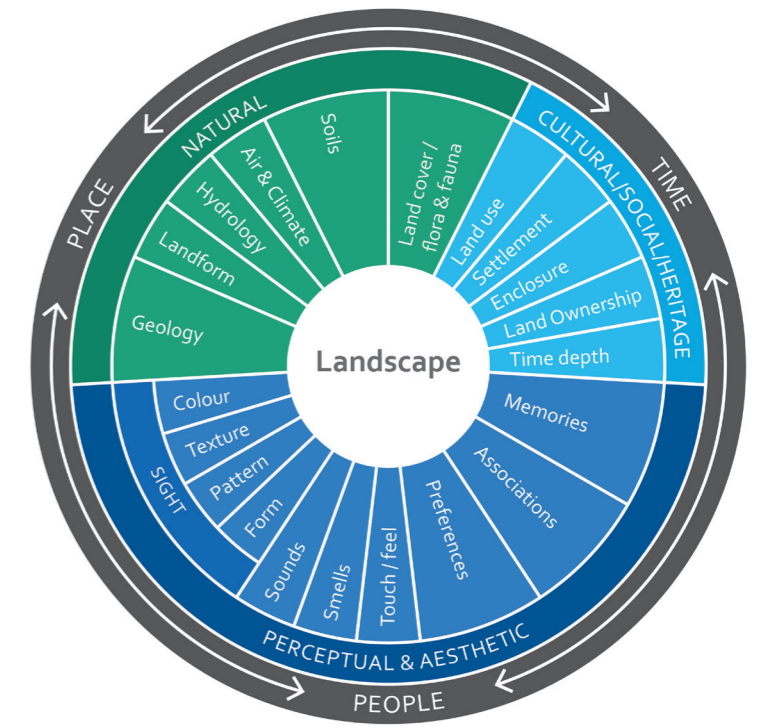 PLACE
TIME
PEOPLE
NATURAL
Geology
Landform
Hydrology
Air & Climate
Soils
Land cover /
flora & fauna
CULTURAL/SOCIAL/HERITAGE
Land use
Settlement
Enclosure
Land Ownership
Time depth
Landscape
PERCEPTUAL & AESTHETIC
Memories
Associations
Preferences
Touch / feel
Smells
Sounds
SIGHT
Form
Pattern
Texture
Colour